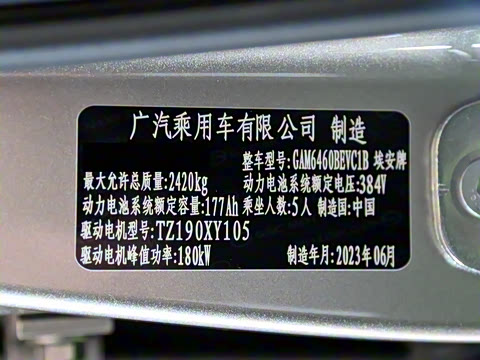 广汽乘用车有限公司 制造
整车型号:GAM6460BEVC1B 埃安牌
最大允许总质量:2420kg 动力电池系统额定电压:384V
动力电池系统额定容量:177Ah 乘坐人数:5人 制造国:中国
驱动电机型号:TZ190XY105
驱动电机峰值功率:180kW 制造年月:2023年06月